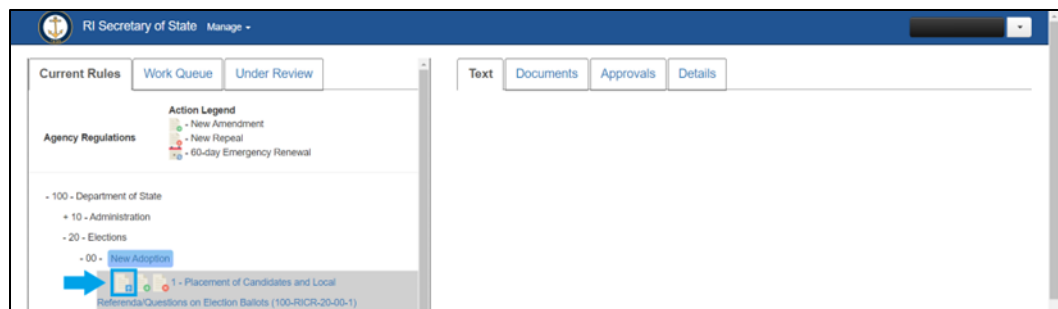 RI Secretary of State Manage
Current Rules Work Queue Under Review
Text Documents Approvals Details
Action Legend
- New Amendment
Agency Regulations
- New Repeal
- 60-day Emergency Renewal
- 100 - Department of State
+ 10 - Administration
- 20 - Elections
- 00 - New Adoption
1 - Placement of Candidates and Local
Referenda/Questions on Election Ballots (100-RICR-20-00-1)